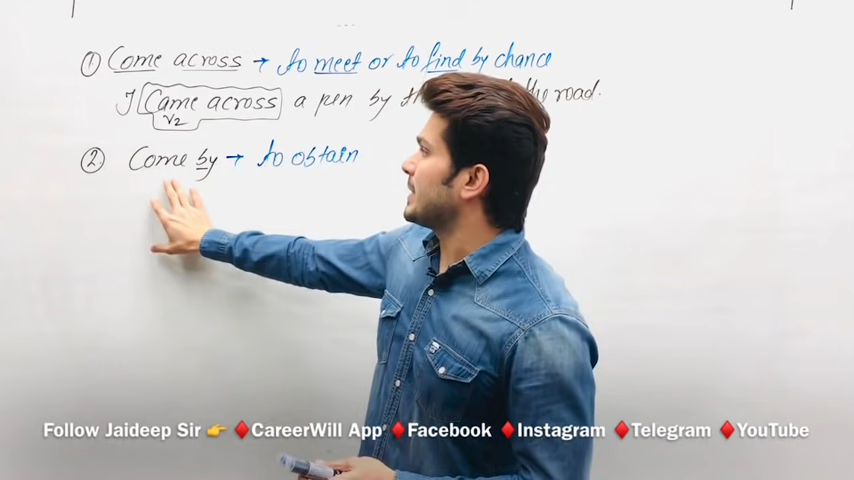 ① Come across → to meet or to find by chance
I Came across a pen by the road.
V2
② Come by → to obtain
Follow Jaideep Sir 👉 ♦CareerWill App ♦Facebook ♦Instagram ♦Telegram ♦YouTube